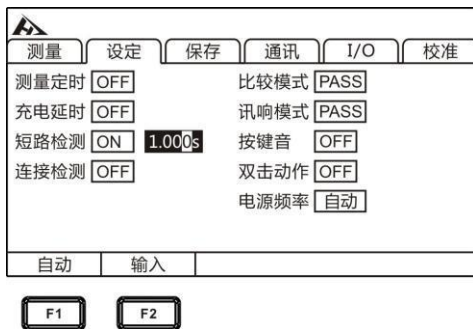 测量 设定 保存 通讯 I/O 校准
测量定时 OFF 比较模式 PASS
充电延时 OFF 讯响模式 PASS
短路检测 ON 1.000s 按键音 OFF
连接检测 OFF 双击动作 OFF
电源频率 自动
自动 输入
F1 F2